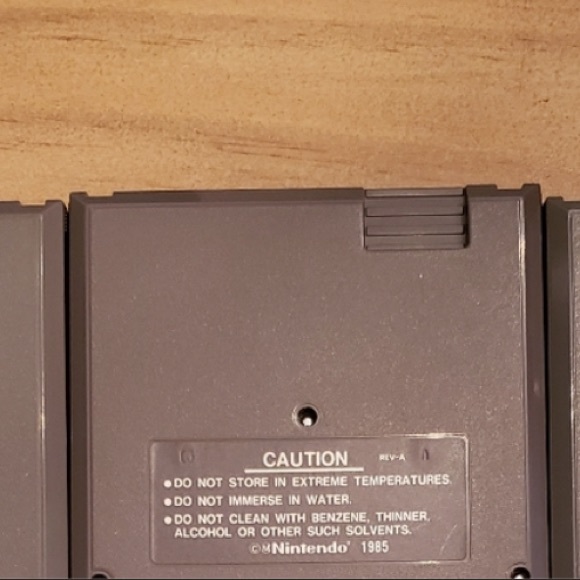 CAUTION REV-A
•DO NOT STORE IN EXTREME TEMPERATURES.
•DO NOT IMMERSE IN WATER.
•DO NOT CLEAN WITH BENZENE, THINNER,
ALCOHOL OR OTHER SUCH SOLVENTS.
©M Nintendo® 1985